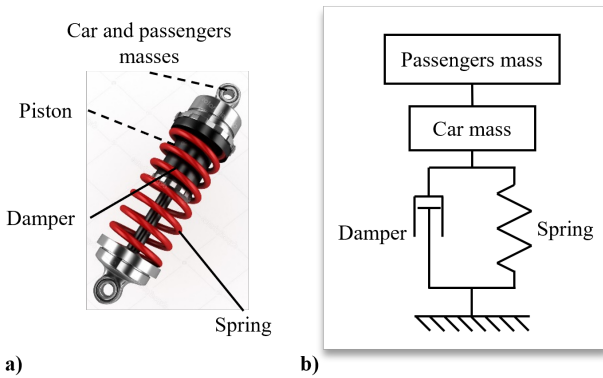 Car and passengers
masses
Piston
Damper
Spring
a)
Passengers mass
Car mass
Damper
Spring
b)